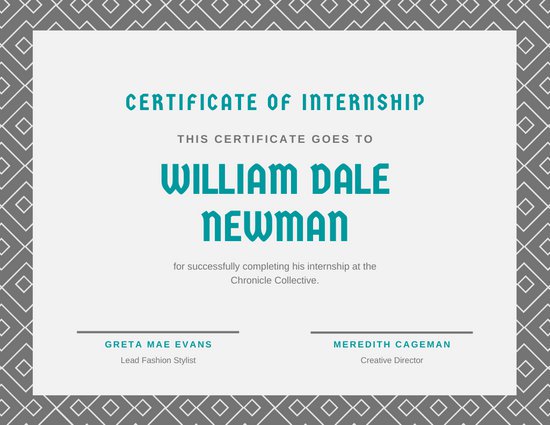 CERTIFICATE OF INTERNSHIP
THIS CERTIFICATE GOES TO
WILLIAM DALE
NEWMAN
for successfully completing his internship at the
Chronicle Collective.
GRETA MAE EVANS
Lead Fashion Stylist
MEREDITH CAGEMAN
Creative Director